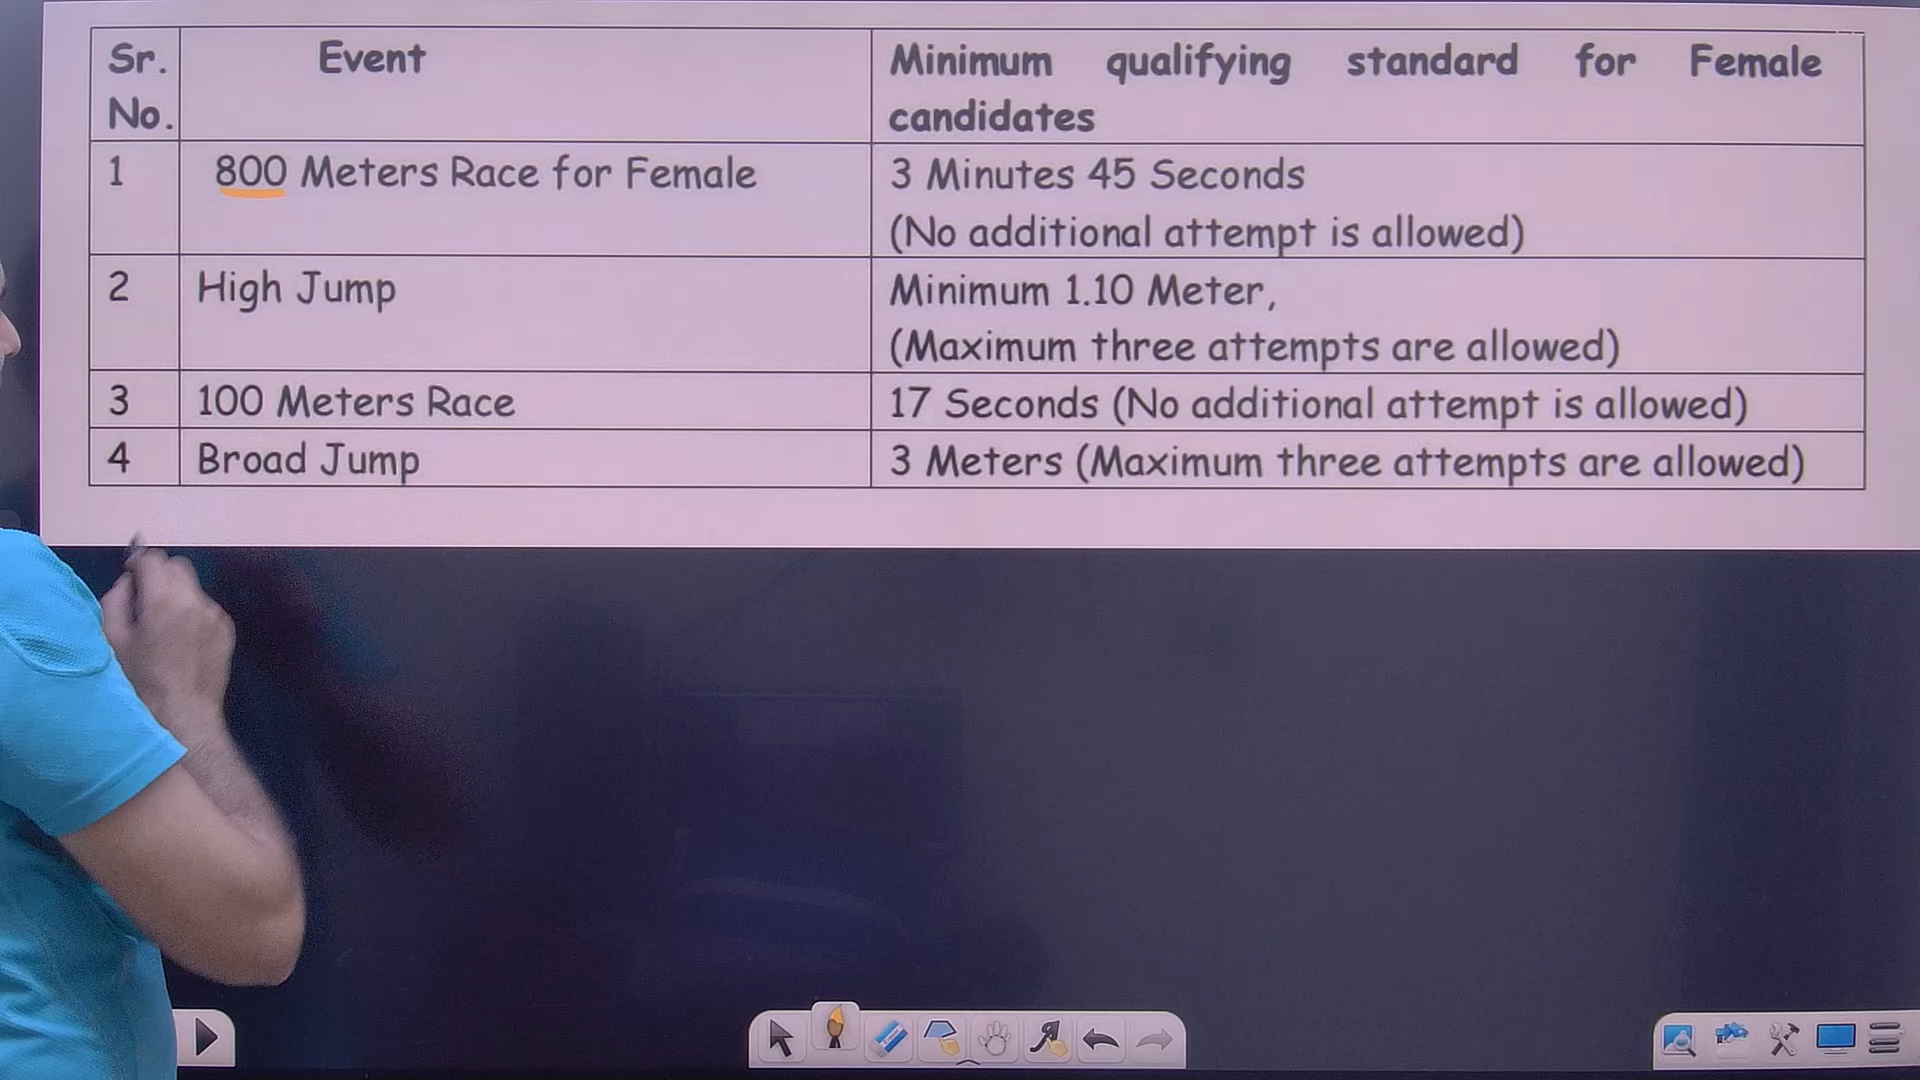 Sr. No. Event Minimum qualifying standard for Female candidates
1 800 Meters Race for Female 3 Minutes 45 Seconds
(No additional attempt is allowed)
2 High Jump Minimum 1.10 Meter,
(Maximum three attempts are allowed)
3 100 Meters Race 17 Seconds (No additional attempt is allowed)
4 Broad Jump 3 Meters (Maximum three attempts are allowed)